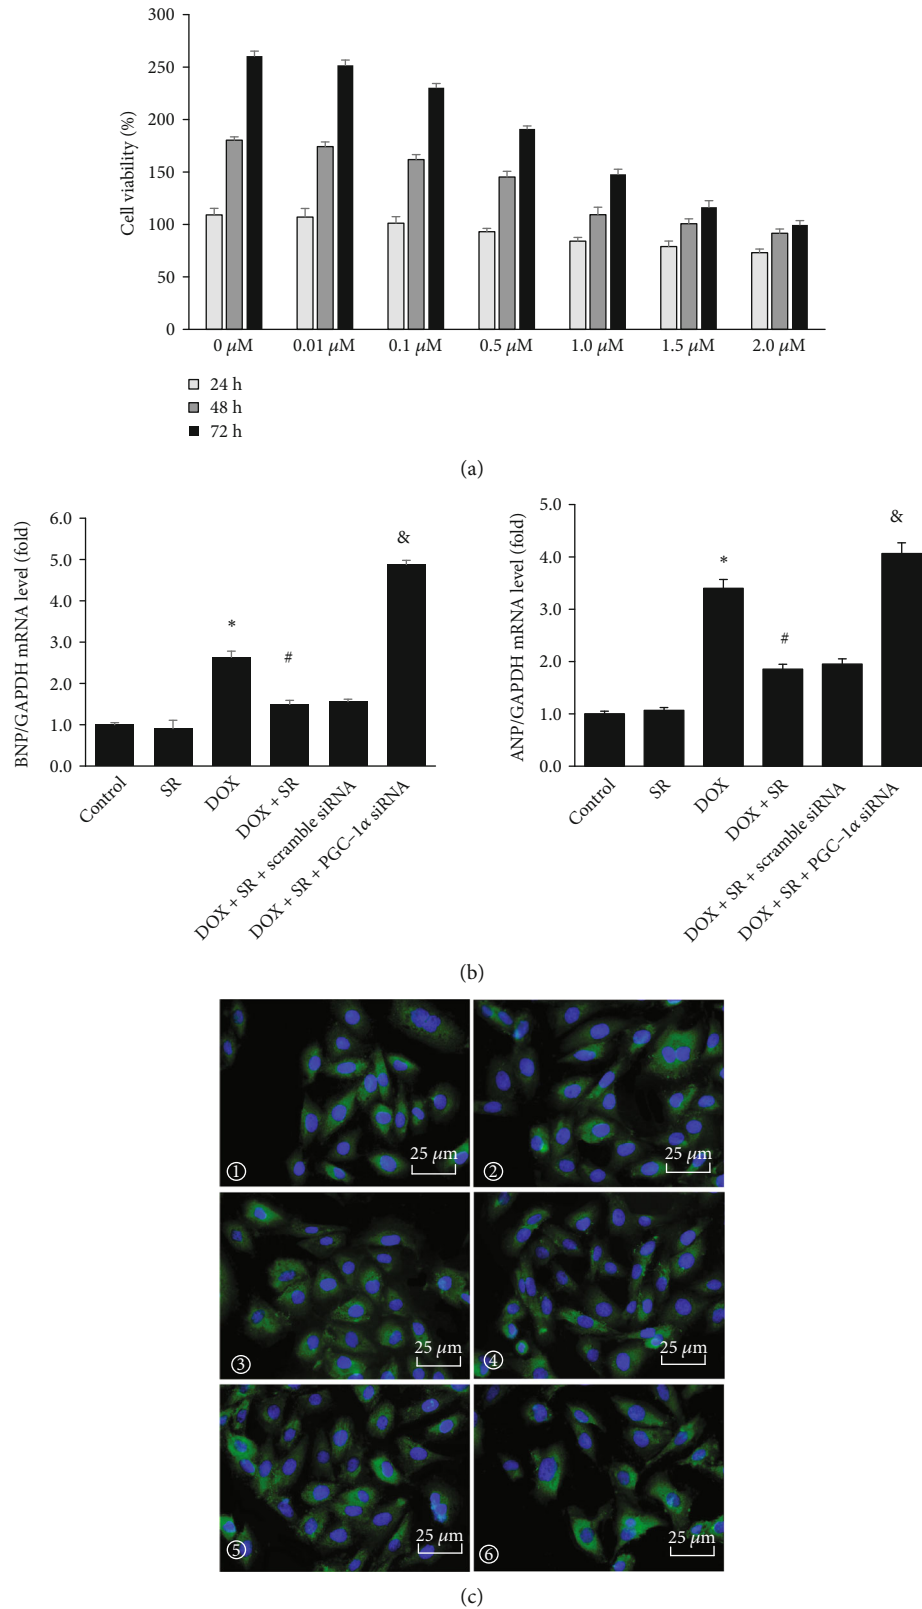 300
250
200
150
100
50
0
Cell viability (%)
0 μM 0.01 μM 0.1 μM 0.5 μM 1.0 μM 1.5 μM 2.0 μM
24 h
48 h
72 h
(a)
6.0
5.0
4.0
3.0
2.0
1.0
0.0
BNP/GAPDH mRNA level (fold)
*
#
&
Control
SR
DOX
DOX + SR
DOX + SR + scramble siRNA
DOX + SR + PGC–1α siRNA
5.0
4.0
3.0
2.0
1.0
0.0
ANP/GAPDH mRNA level (fold)
*
#
&
Control
SR
DOX
DOX + SR
DOX + SR + scramble siRNA
DOX + SR + PGC–1α siRNA
(b)
① 25 μm
② 25 μm
③ 25 μm
④ 25 μm
⑤ 25 μm
⑥ 25 μm
(c)